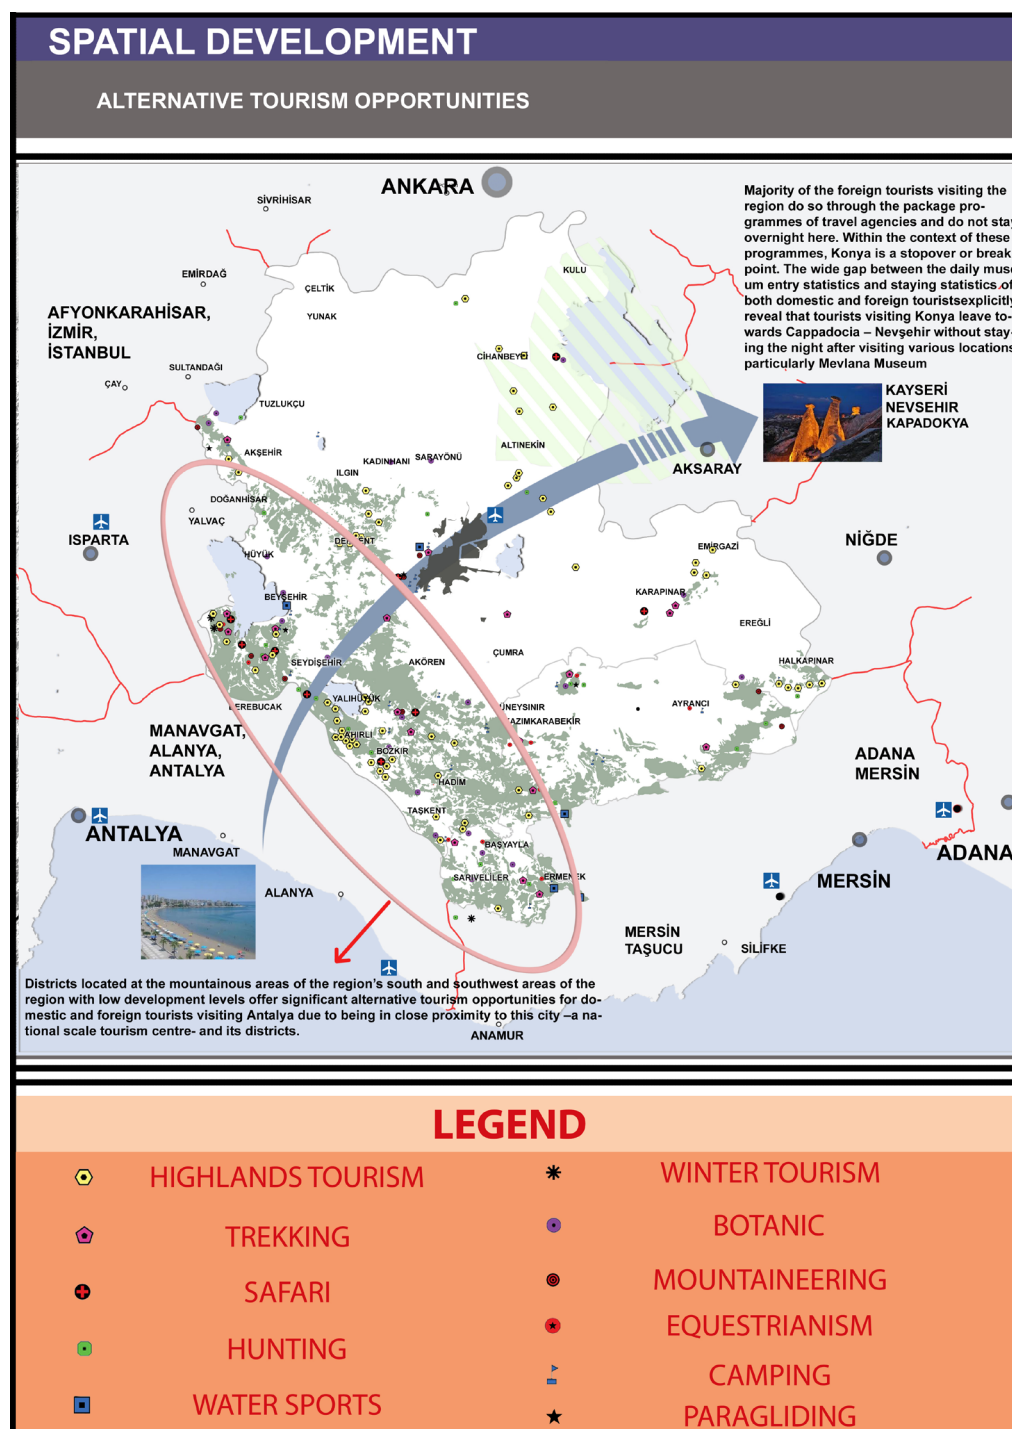 SPATIAL DEVELOPMENT
ALTERNATIVE TOURISM OPPORTUNITIES
ANKARA
SİVRİHİSAR
Majority of the foreign tourists visiting the
region do so through the package pro-
grammes of travel agencies and do not stay
overnight here. Within the context of these
programmes, Konya is a stopover or break
point. The wide gap between the daily muse-
um entry statistics and staying statistics of
both domestic and foreign touristsexplicitly
reveal that tourists visiting Konya leave to-
wards Cappadocia – Nevşehir without stay-
ing the night after visiting various locations
particularly Mevlana Museum
EMİRDAĞ
KULU
ÇELTİK
AFYONKARAHİSAR,
İZMİR,
İSTANBUL
YUNAK
CİHANBEYLİ
SULTANDAĞI
ÇAY
KAYSERİ
NEVSEHIR
KAPADOKYA
TUZLUKÇU
ALTINEKİN
AKŞEHİR
KADINHANI
SARAYÖNÜ
ILGIN
AKSARAY
DOĞANHİSAR
YALVAÇ
ISPARTA
DERBENT
NİĞDE
EMİRGAZİ
HÜYÜK
KARAPINAR
BEYŞEHİR
EREĞLİ
ÇUMRA
SEYDİŞEHİR
AKÖREN
HALKAPINAR
YALIHÜYÜK
DEREBUCAK
GÜNEYSINIR
AYRANCI
KAZIMKARABEKİR
MANAVGAT,
ALANYA,
ANTALYA
AHIRLI
BOZKIR
ADANA
MERSİN
HADİM
TAŞKENT
ANTALYA
MANAVGAT
BAŞYAYLA
ADANA
SARIVELİLER
ERMENEK
MERSİN
ALANYA
MERSİN
TAŞUCU
SİLİFKE
Districts located at the mountainous areas of the region's south and southwest areas of the
region with low development levels offer significant alternative tourism opportunities for do-
mestic and foreign tourists visiting Antalya due to being in close proximity to this city –a na-
tional scale tourism centre- and its districts.
ANAMUR
LEGEND
HIGHLANDS TOURISM
WINTER TOURISM
TREKKING
BOTANIC
SAFARI
MOUNTAINEERING
HUNTING
EQUESTRIANISM
WATER SPORTS
CAMPING
PARAGLIDING